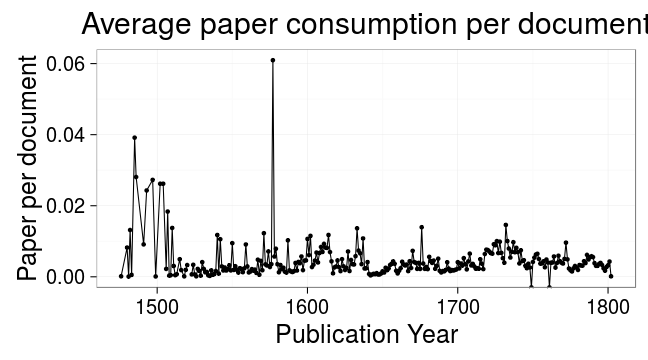 Average paper consumption per document
Paper per document
0.06
0.04
0.02
0.00
1500 1600 1700 1800
Publication Year